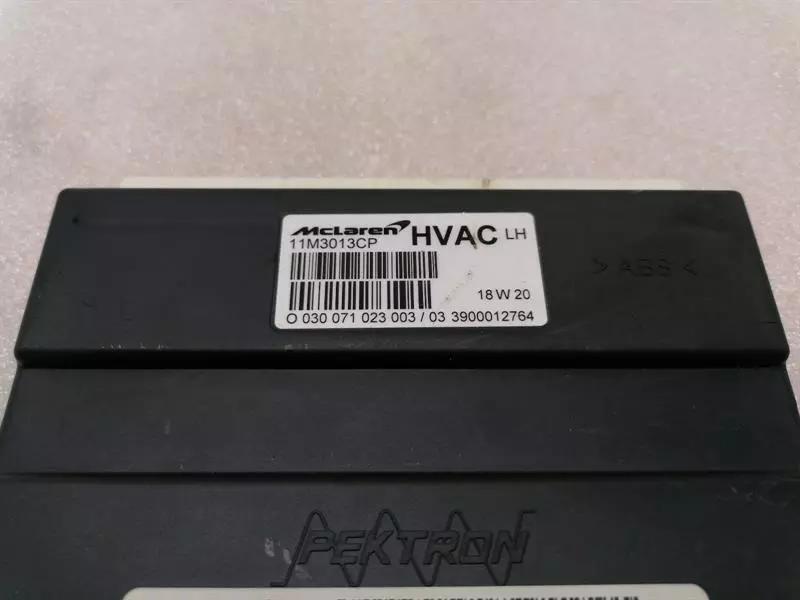 McLaren HVAC LH
11M3013CP
> ABS <
18 W 20
O 030 071 023 003 / 03 3900012764
PEKTRON